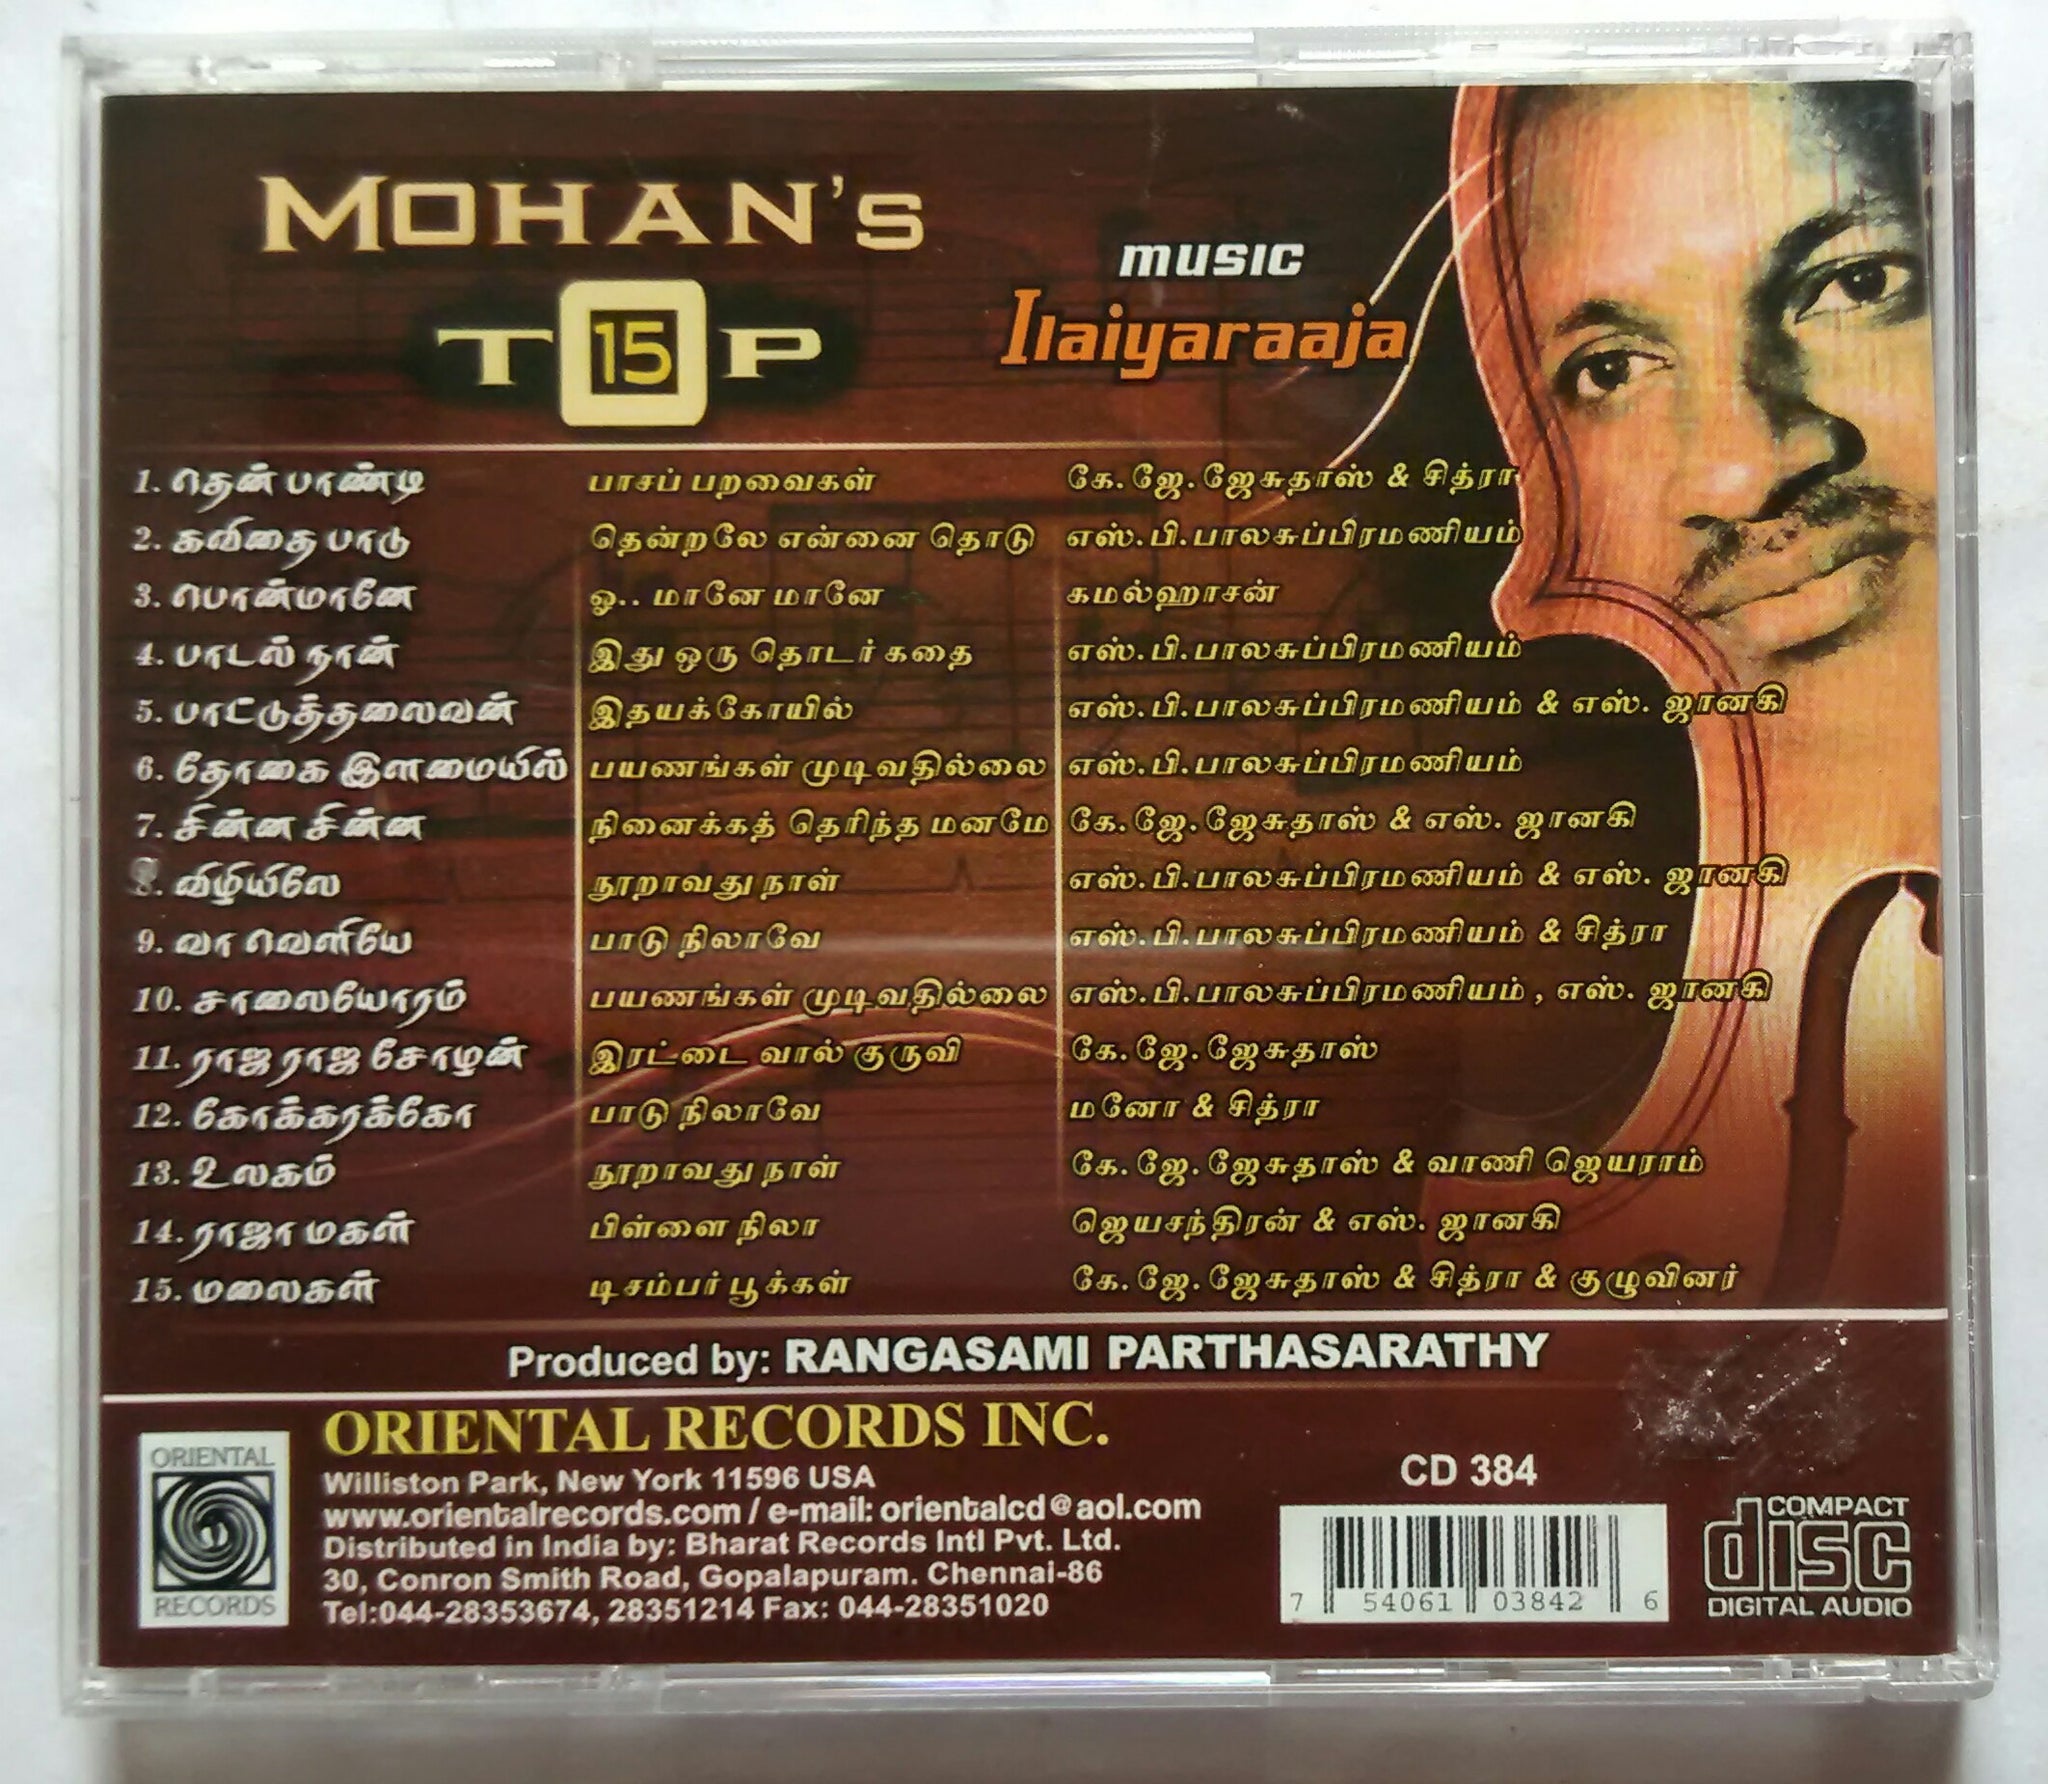 MOHAN'S
TOP 15
music
Ilaiyaraaja
1. தென் பாண்டி பாசப் பறவைகள் கே.ஜே.ஜேசுதாஸ் & சித்ரா
2. கவிதை பாடு தென்றலே என்னை தொடு எஸ்.பி.பாலசுப்பிரமணியம்
3. பொன்மானே ஓ.. மானே மானே கமல்ஹாசன்
4. பாடல் நான் இது ஒரு தொடர்கதை எஸ்.பி.பாலசுப்பிரமணியம்
5. பாட்டுத்தலைவன் இதயக்கோயில் எஸ்.பி.பாலசுப்பிரமணியம் & எஸ். ஜானகி
6. தோகை இளமையில் பயணங்கள் முடிவதில்லை எஸ்.பி.பாலசுப்பிரமணியம்
7. சின்ன சின்ன நினைக்கத் தெரிந்த மனமே கே.ஜே.ஜேசுதாஸ் & எஸ். ஜானகி
8. விழியிலே நூறாவது நாள் எஸ்.பி.பாலசுப்பிரமணியம் & எஸ். ஜானகி
9. வா வெளியே பாடு நிலாவே எஸ்.பி.பாலசுப்பிரமணியம் & சித்ரா
10. சாலையோரம் பயணங்கள் முடிவதில்லை எஸ்.பி.பாலசுப்பிரமணியம் , எஸ். ஜானகி
11. ராஜ ராஜ சோழன் இரட்டை வால் குருவி கே.ஜே.ஜேசுதாஸ்
12. கோக்கரக்கோ பாடு நிலாவே மனோ & சித்ரா
13. உலகம் நூறாவது நாள் கே.ஜே.ஜேசுதாஸ் & வாணி ஜெயராம்
14. ராஜா மகள் பிள்ளை நிலா ஜெயசந்திரன் & எஸ். ஜானகி
15. மலைகள் டிசம்பர் பூக்கள் கே.ஜே.ஜேசுதாஸ் & சித்ரா & குழுவினர்
Produced by: RANGASAMI PARTHASARATHY
ORIENTAL RECORDS
ORIENTAL RECORDS INC.
Williston Park, New York 11596 USA
www.orientalrecords.com / e-mail: orientalcd@aol.com
Distributed in India by: Bharat Records Intl Pvt. Ltd.
30, Conron Smith Road, Gopalapuram. Chennai-86
Tel:044-28353674, 28351214 Fax: 044-28351020
CD 384
7 54061 03842 6
COMPACT
disc
DIGITAL AUDIO